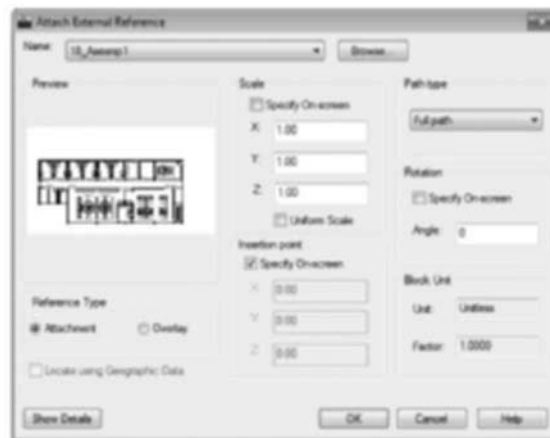 Attach External Reference
Name:
Browse...
Preview
Reference Type
Attachment
Overlay
Locate using Geographic Data
Scale
Specify On-screen
X: 1.00
Y: 1.00
Z: 1.00
Uniform Scale
Insertion point
Specify On-screen
X 0.00
Y 0.00
Z 0.00
Path type
Full path
Rotation
Specify On-screen
Angle: 0
Block Unit
Unit: Unitless
Factor: 1.0000
Show Details
OK
Cancel
Help